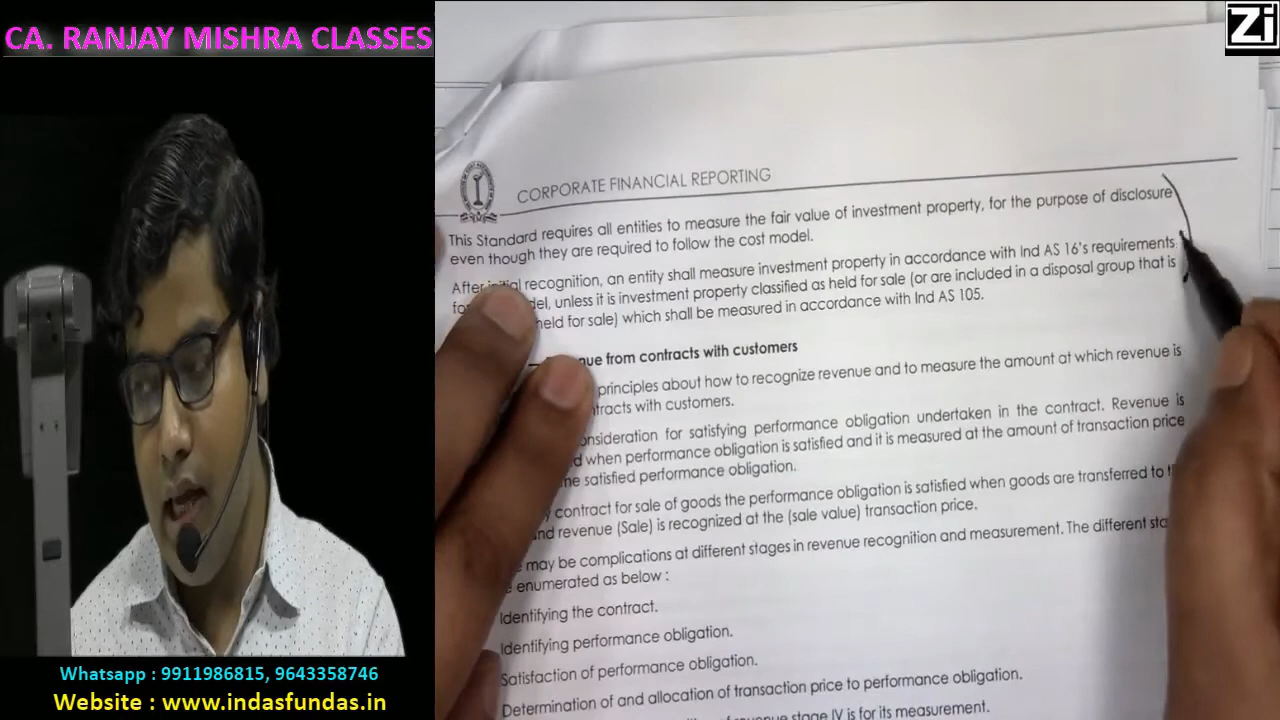 CA. RANJAY MISHRA CLASSES
Zi
CORPORATE FINANCIAL REPORTING
This Standard requires all entities to measure the fair value of investment property, for the purpose of disclosure
even though they are required to follow the cost model.
After initial recognition, an entity shall measure investment property in accordance with Ind AS 16's requirements
unless it is investment property classified as held for sale (or are included in a disposal group that is
held for sale) which shall be measured in accordance with Ind AS 105.
from contracts with customers
principles about how to recognize revenue and to measure the amount at which revenue is
with customers.
for satisfying performance obligation undertaken in the contract. Revenue is
when performance obligation is satisfied and it is measured at the amount of transaction price
satisfied performance obligation.
contract for sale of goods the performance obligation is satisfied when goods are transferred to
and revenue (Sale) is recognized at the (sale value) transaction price.
may be complications at different stages in revenue recognition and measurement. The different
enumerated as below :
Identifying the contract.
Identifying performance obligation.
Satisfaction of performance obligation.
Determination of and allocation of transaction price to performance obligation.
stage IV is for its measurement.
Whatsapp : 9911986815, 9643358746
Website : www.indasfundas.in